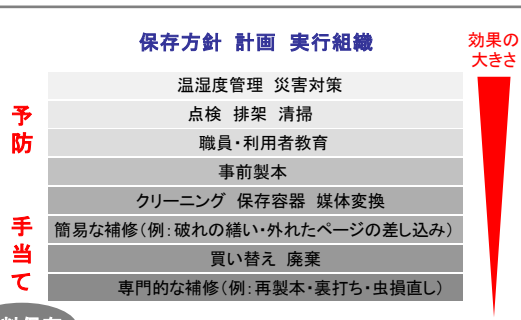 保存方針 計画 実行組織
効果の
大きさ
温湿度管理 災害対策
予防
点検 排架 清掃
職員・利用者教育
事前製本
クリーニング 保存容器 媒体変換
手当て
簡易な補修(例:破れの繕い・外れたページの差し込み)
買い替え 廃棄
専門的な補修(例:再製本・裏打ち・虫損直し)